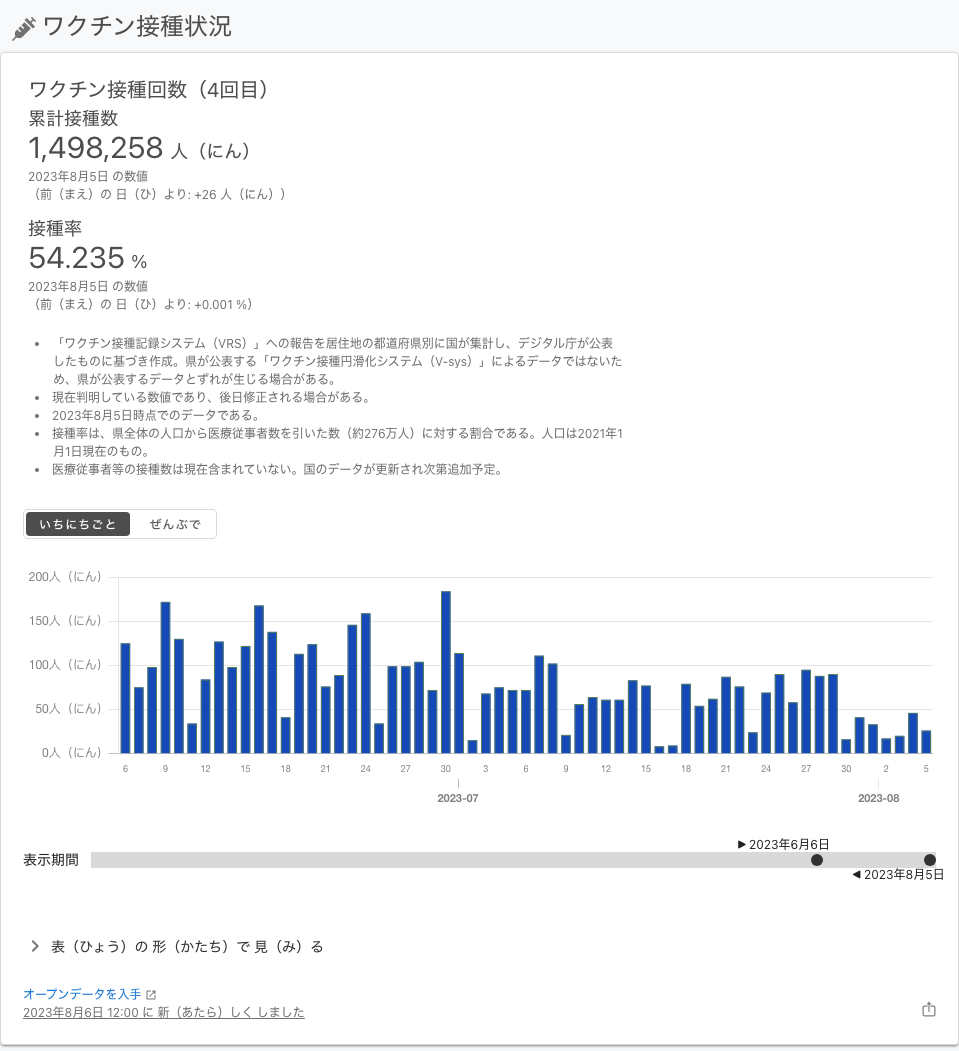 ワクチン接種状況
ワクチン接種回数（4回目）
累計接種数
1,498,258 人（にん）
2023年8月5日 の数値
（前（まえ）の 日（ひ）より: +26 人（にん））
接種率
54.235 %
2023年8月5日 の数値
（前（まえ）の 日（ひ）より: +0.001 %）
• 「ワクチン接種記録システム（VRS）」への報告を居住地の都道府県別に国が集計し、デジタル庁が公表
したものに基づき作成。県が公表する「ワクチン接種円滑化システム（V-sys）」によるデータではないた
め、県が公表するデータとずれが生じる場合がある。
• 現在判明している数値であり、後日修正される場合がある。
• 2023年8月5日時点でのデータである。
• 接種率は、県全体の人口から医療従事者数を引いた数（約276万人）に対する割合である。人口は2021年1
月1日現在のもの。
• 医療従事者等の接種数は現在含まれていない。国のデータが更新され次第追加予定。
いちにちごと ぜんぶで
200人（にん）
150人（にん）
100人（にん）
50人（にん）
0人（にん）
6 9 12 15 18 21 24 27 30 3 6 9 12 15 18 21 24 27 30 2 5
2023-07 2023-08
▶ 2023年6月6日
表示期間
◀ 2023年8月5日
表（ひょう）の 形（かたち）で 見（み）る
オープンデータを入手
2023年8月6日 12:00 に 新（あたら）しく しました